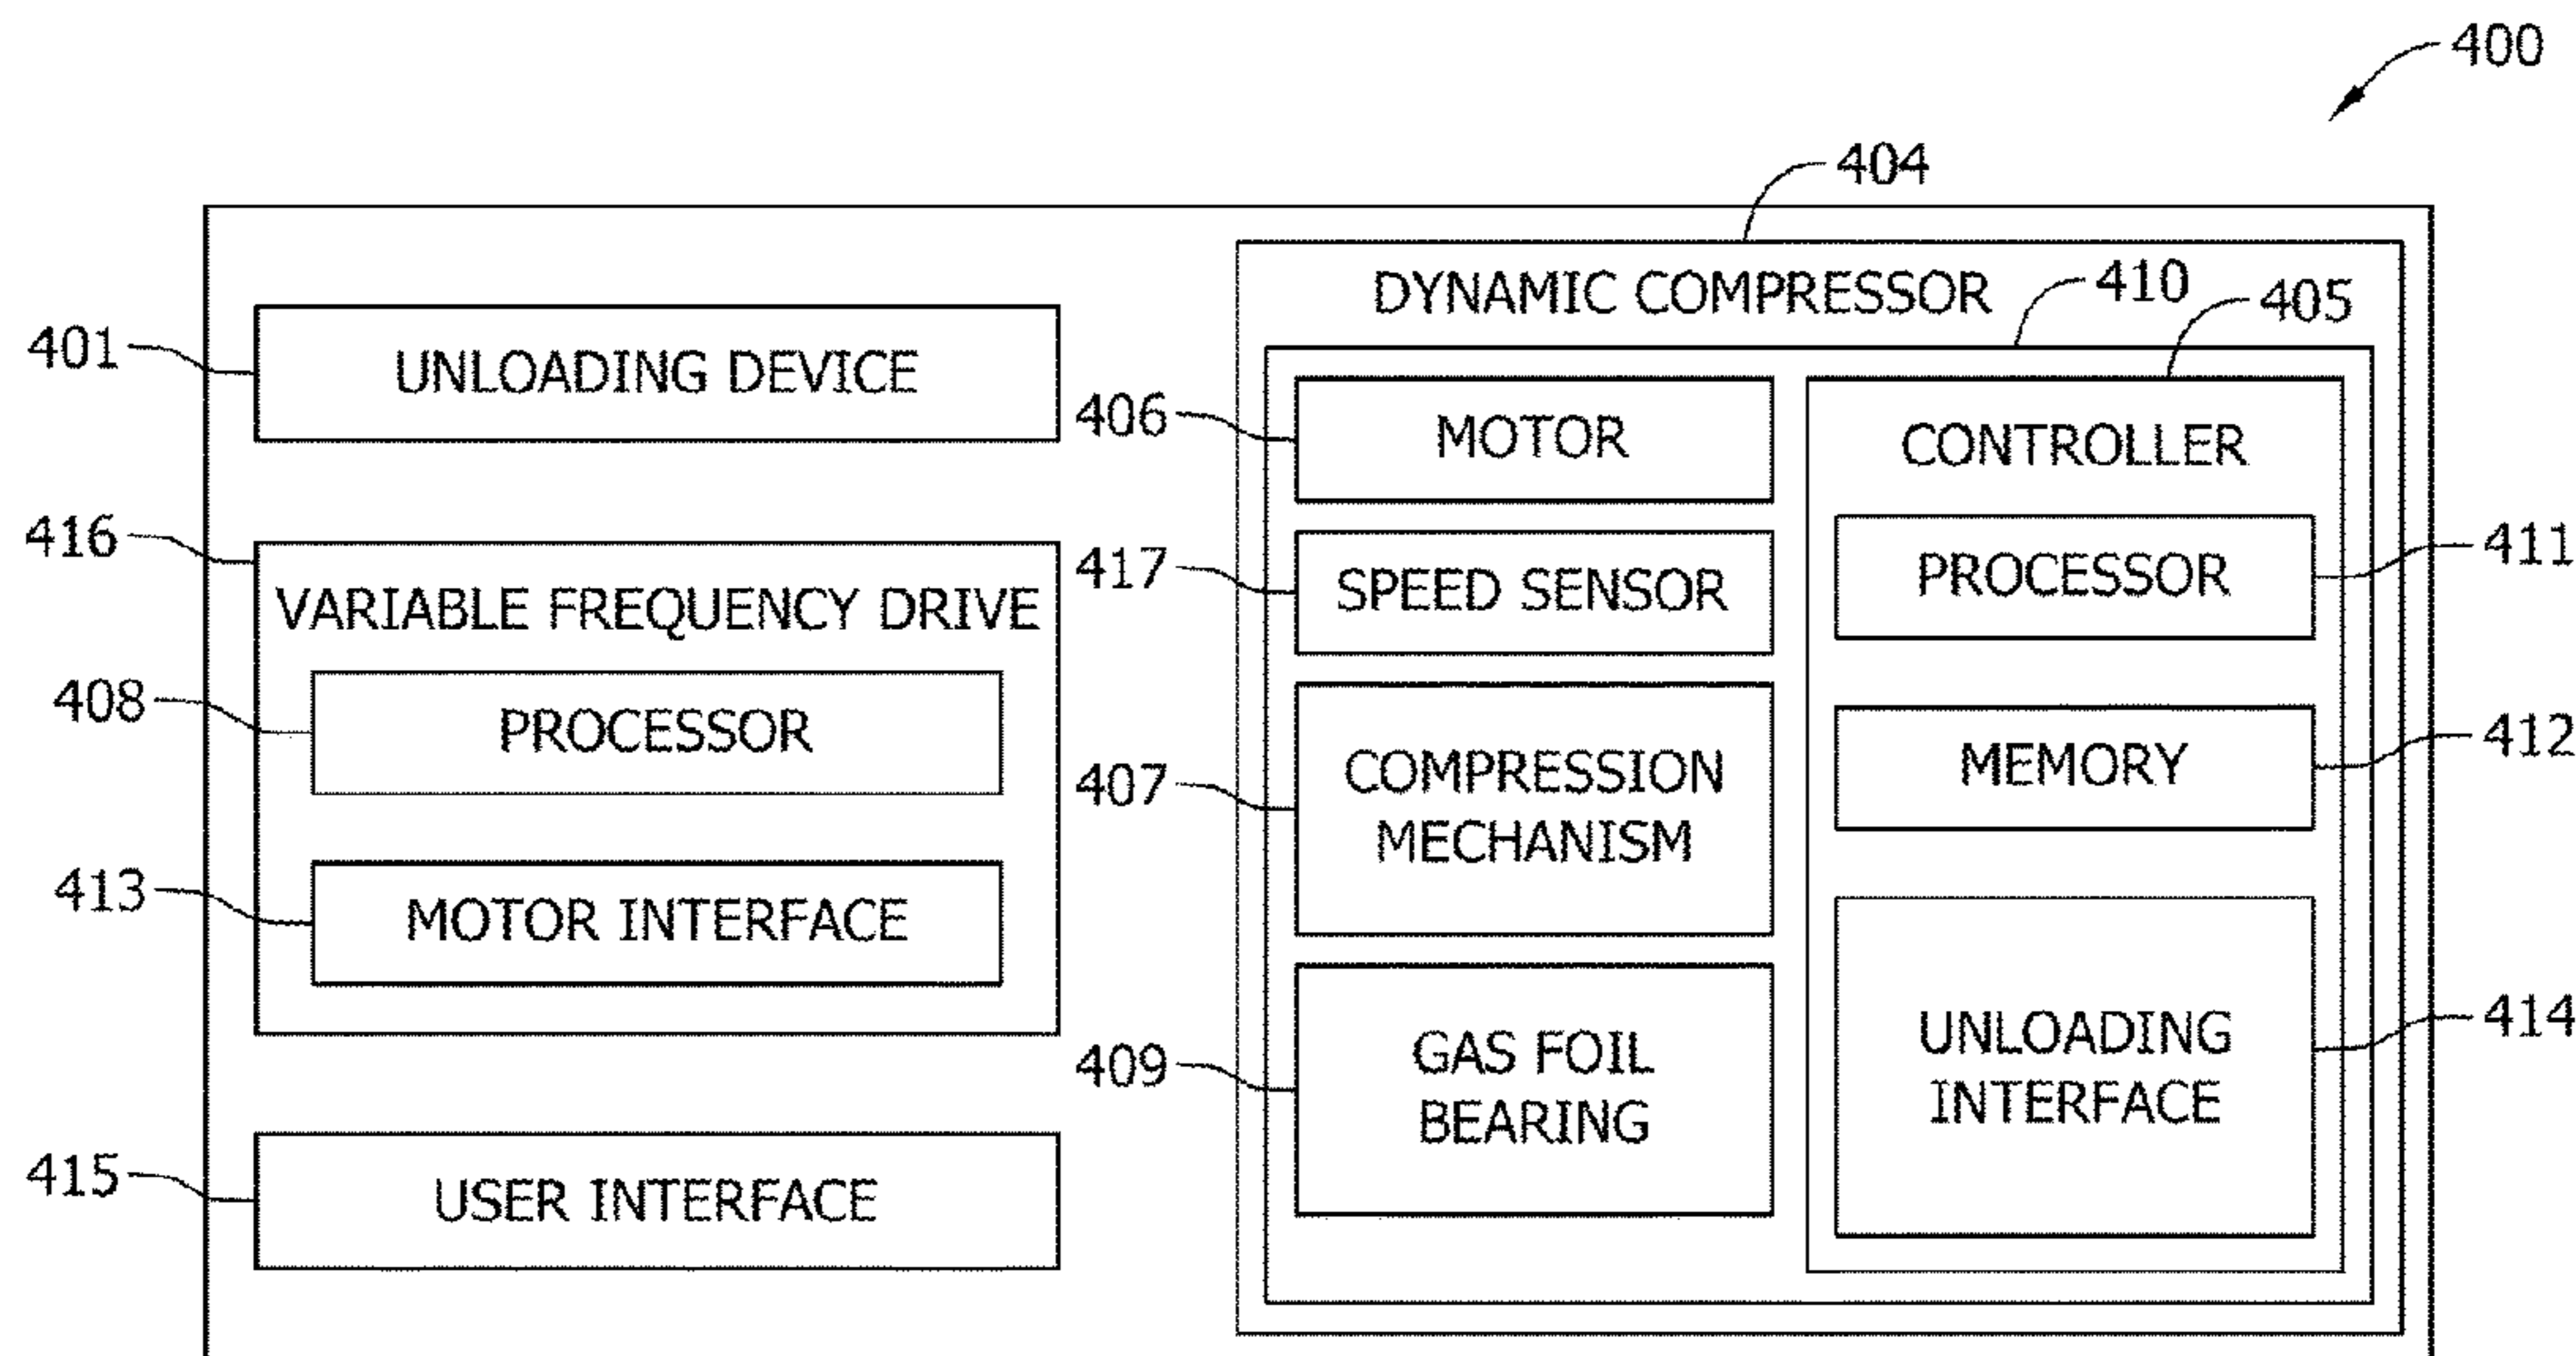 400
404
DYNAMIC COMPRESSOR
410
405
401
UNLOADING DEVICE
406
MOTOR
CONTROLLER
416
VARIABLE FREQUENCY DRIVE
417
SPEED SENSOR
PROCESSOR
411
408
PROCESSOR
407
COMPRESSION
MECHANISM
MEMORY
412
413
MOTOR INTERFACE
409
GAS FOIL
BEARING
UNLOADING
INTERFACE
414
415
USER INTERFACE